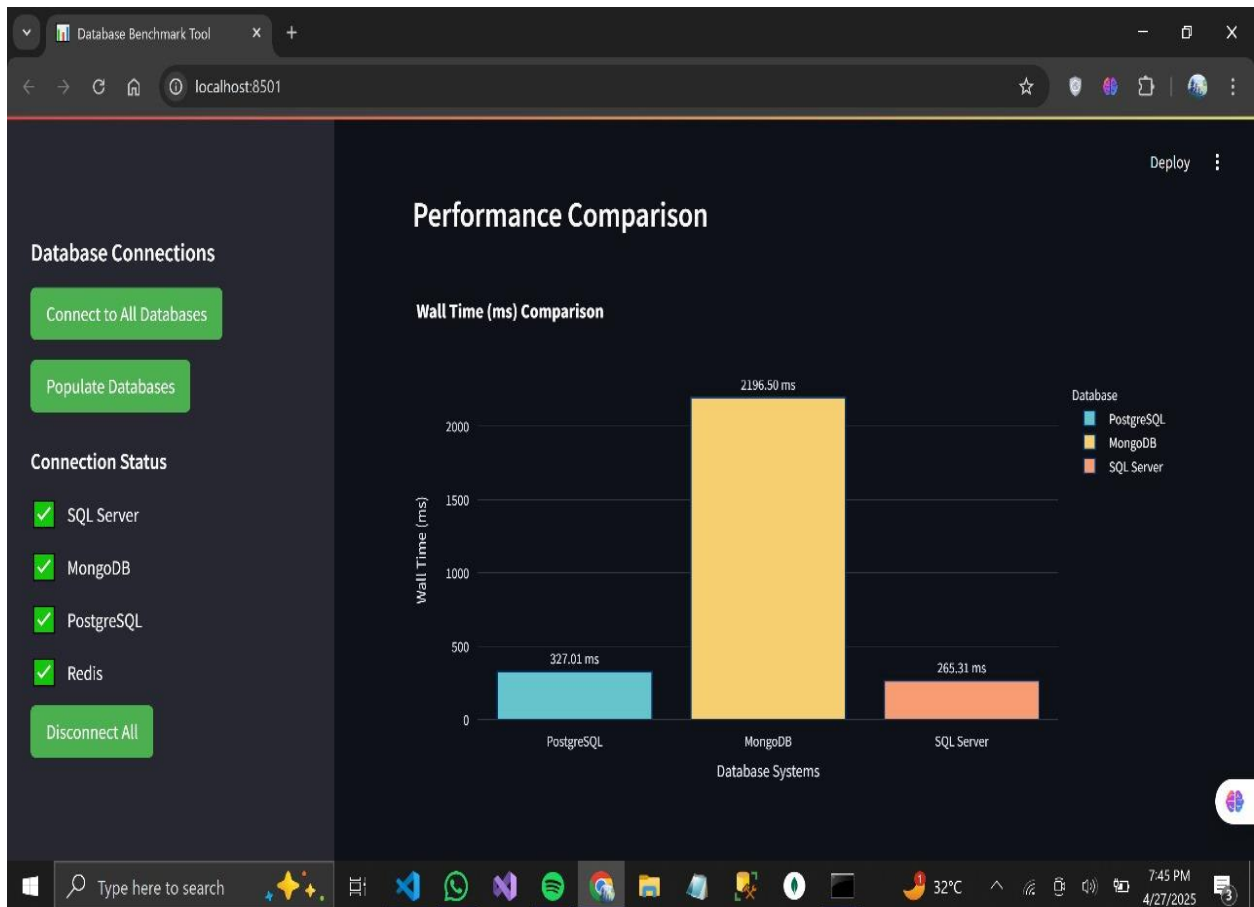 Database Benchmark Tool
localhost:8501
Deploy
Database Connections
Connect to All Databases
Populate Databases
Connection Status
SQL Server
MongoDB
PostgreSQL
Redis
Disconnect All
Performance Comparison
Wall Time (ms) Comparison
2196.50 ms
327.01 ms
265.31 ms
Wall Time (ms)
2000
1500
1000
500
0
PostgreSQL
MongoDB
SQL Server
Database Systems
Database
PostgreSQL
MongoDB
SQL Server
Type here to search
1
32°C
7:45 PM
4/27/2025
3